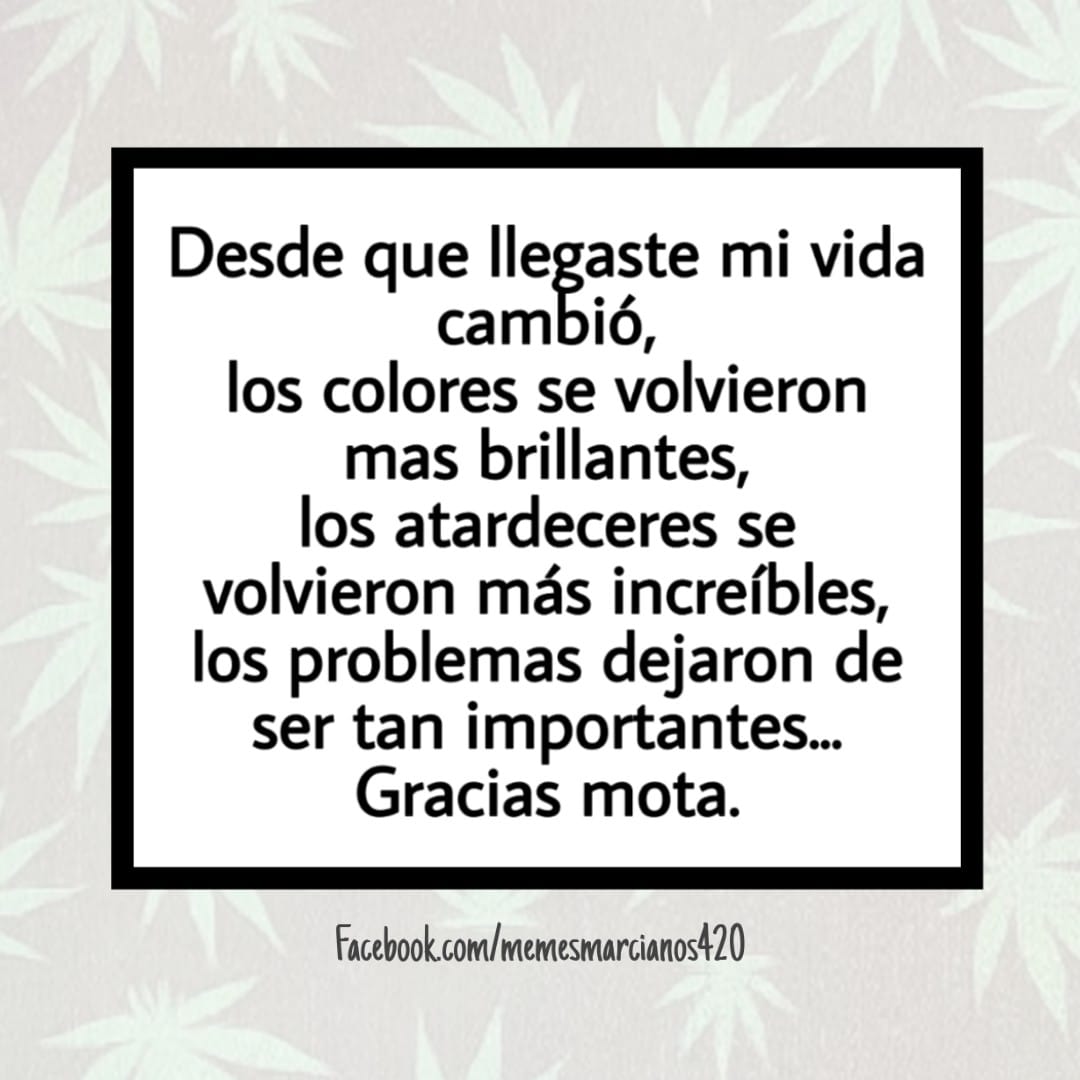 Desde que llegaste mi vida
cambió,
los colores se volvieron
mas brillantes,
los atardeceres se
volvieron más increíbles,
los problemas dejaron de
ser tan importantes...
Gracias mota.
Facebook.com/memesmarcianos420